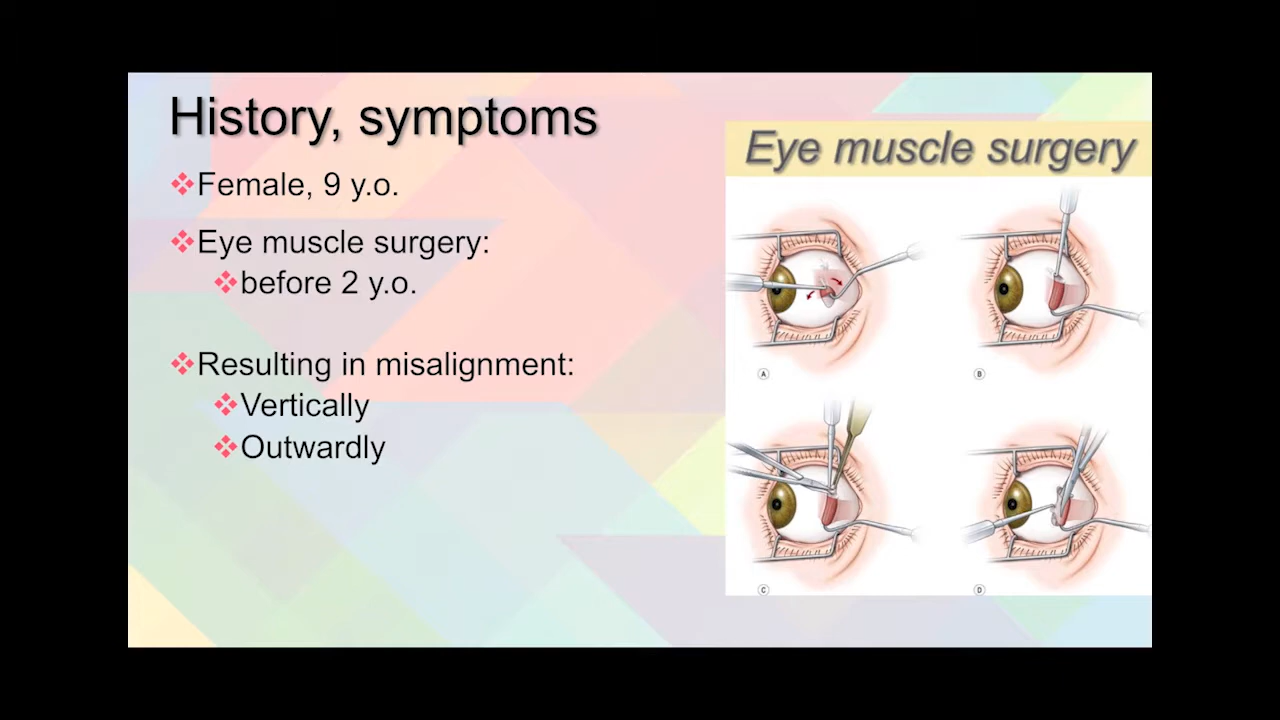 History, symptoms
❖Female, 9 y.o.
❖Eye muscle surgery:
❖before 2 y.o.
❖Resulting in misalignment:
❖Vertically
❖Outwardly
Eye muscle surgery
A
B
C
D